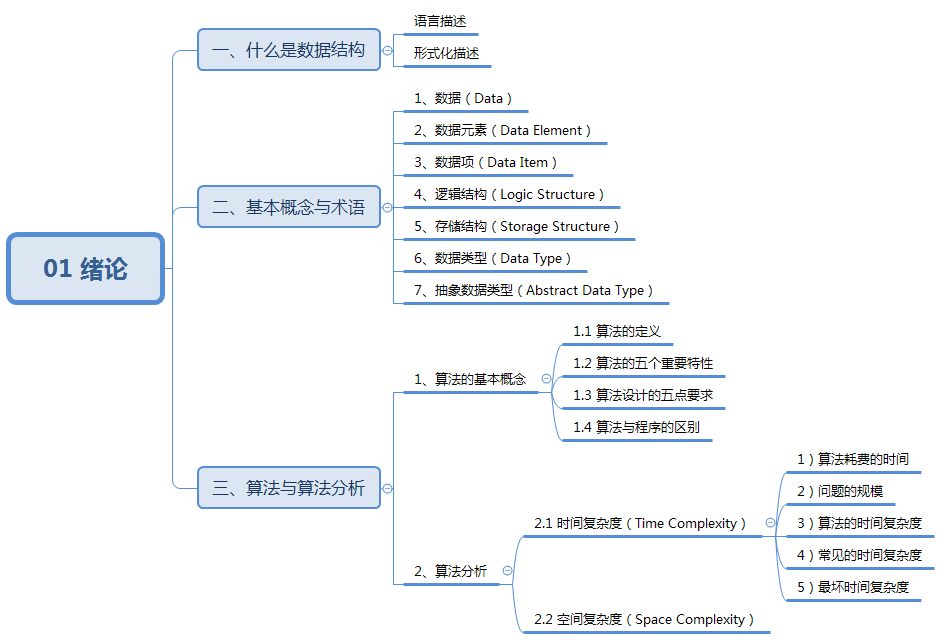 01 绪论
一、什么是数据结构
语言描述
形式化描述
二、基本概念与术语
1、数据（Data）
2、数据元素（Data Element）
3、数据项（Data Item）
4、逻辑结构（Logic Structure）
5、存储结构（Storage Structure）
6、数据类型（Data Type）
7、抽象数据类型（Abstract Data Type）
三、算法与算法分析
1、算法的基本概念
1.1 算法的定义
1.2 算法的五个重要特性
1.3 算法设计的五点要求
1.4 算法与程序的区别
2、算法分析
2.1 时间复杂度（Time Complexity）
1）算法耗费的时间
2）问题的规模
3）算法的时间复杂度
4）常见的时间复杂度
5）最坏时间复杂度
2.2 空间复杂度（Space Complexity）